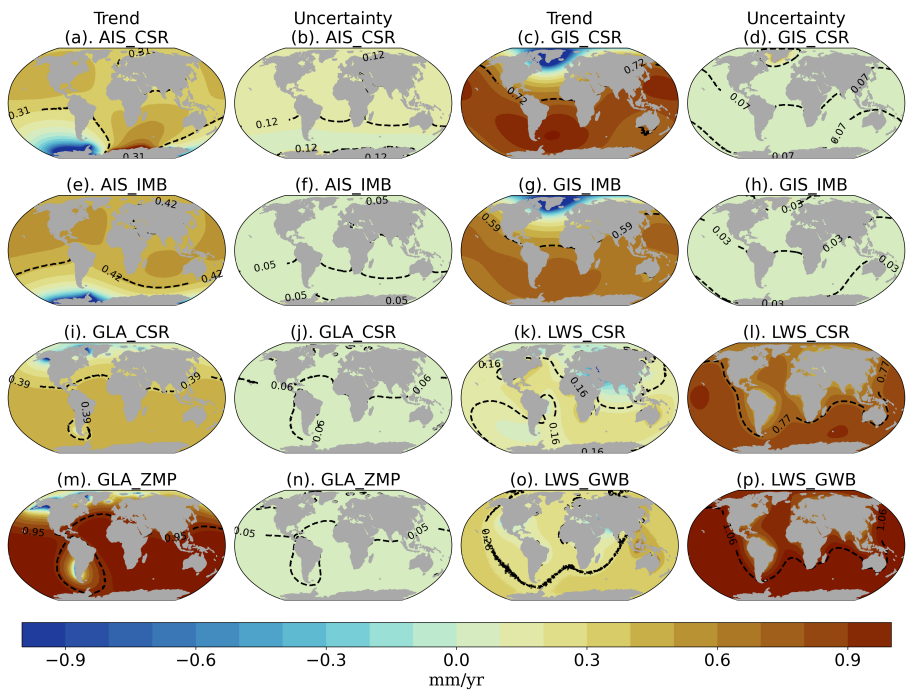 Trend Uncertainty Trend Uncertainty
(a). AIS_CSR (b). AIS_CSR (c). GIS_CSR (d). GIS_CSR
0.31 0.12 0.72 0.72 0.07 0.07
0.31 0.12 0.07
0.31 0.12 0.12 0.07
(e). AIS_IMB (f). AIS_IMB (g). GIS_IMB (h). GIS_IMB
0.42 0.05 0.59 0.59 0.03
0.42 0.42 0.05 0.03 0.03 0.03
0.05 0.05 0.03
(i). GLA_CSR (j). GLA_CSR (k). LWS_CSR (l). LWS_CSR
0.39 0.39 0.06 0.06 0.16 0.16 0.77
0.39 0.06 0.16 0.77
0.16
(m). GLA_ZMP (n). GLA_ZMP (o). LWS_GWB (p). LWS_GWB
0.95 0.95 0.05 0.05 0.26 1.06 1.06
−0.9 −0.6 −0.3 0.0 0.3 0.6 0.9
mm/yr